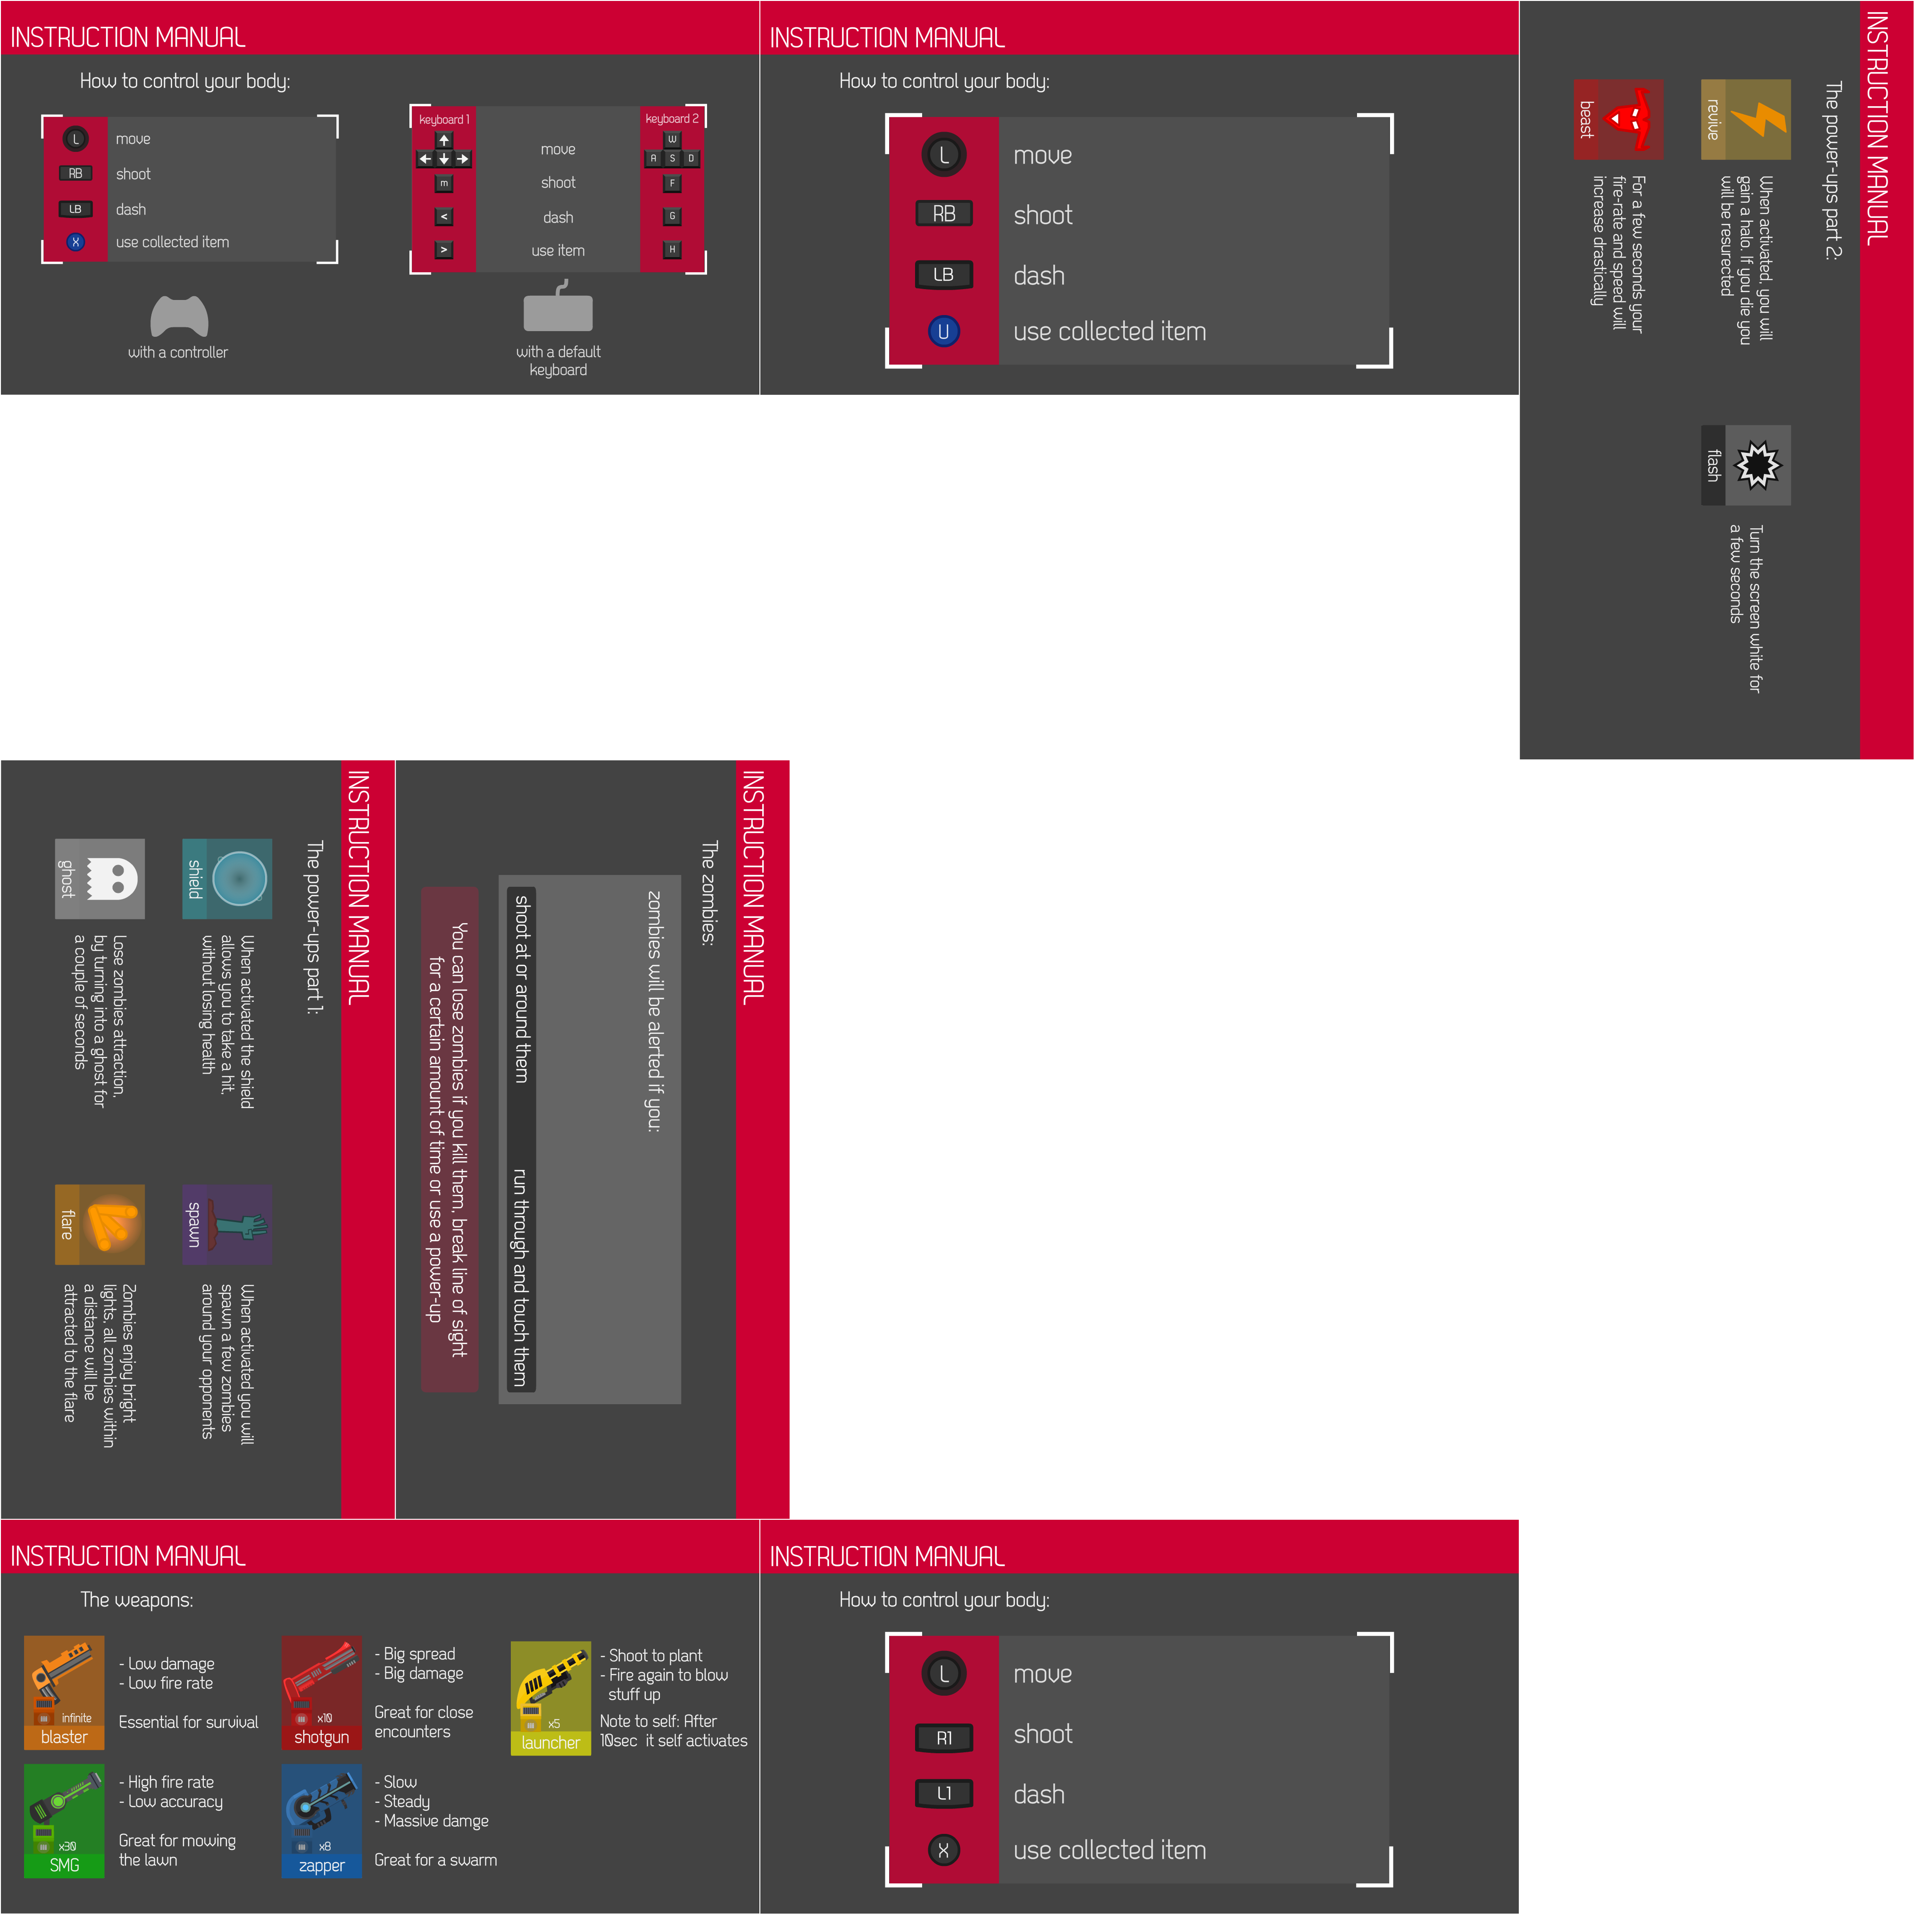 INSTRUCTION MANUAL
How to control your body:
L move
RB shoot
LB dash
X use collected item
with a controller
keyboard 1
keyboard 2
move
W
A S D
m shoot F
< dash G
> use item H
with a default
keyboard
INSTRUCTION MANUAL
How to control your body:
L move
RB shoot
LB dash
U use collected item
INSTRUCTION MANUAL
The power-ups part 2:
revive
When activated, you will
gain a halo. If you die you
will be resurected
flash
Turn the screen white for
a few seconds
beast
For a few seconds your
fire-rate and speed will
increase drastically
INSTRUCTION MANUAL
The power-ups part 1:
shield
When activated the shield
allows you to take a hit,
without losing health
spawn
When activated you will
spawn a few zombies
around your opponents
ghost
Lose zombies attraction,
by turning into a ghost for
a couple of seconds
flare
Zombies enjoy bright
lights, all zombies within
a distance will be
attracted to the flare
INSTRUCTION MANUAL
The zombies:
zombies will be alerted if you:
shoot at or around them
run through and touch them
You can lose zombies if you kill them, break line of sight
for a certain amount of time or use a power-up
INSTRUCTION MANUAL
The weapons:
infinite
blaster
- Low damage
- Low fire rate
Essential for survival
x10
shotgun
- Big spread
- Big damage
Great for close
encounters
x5
launcher
- Shoot to plant
- Fire again to blow
stuff up
Note to self: After
10sec it self activates
x30
SMG
- High fire rate
- Low accuracy
Great for mowing
the lawn
x8
zapper
- Slow
- Steady
- Massive damge
Great for a swarm
INSTRUCTION MANUAL
How to control your body:
L move
R1 shoot
L1 dash
X use collected item